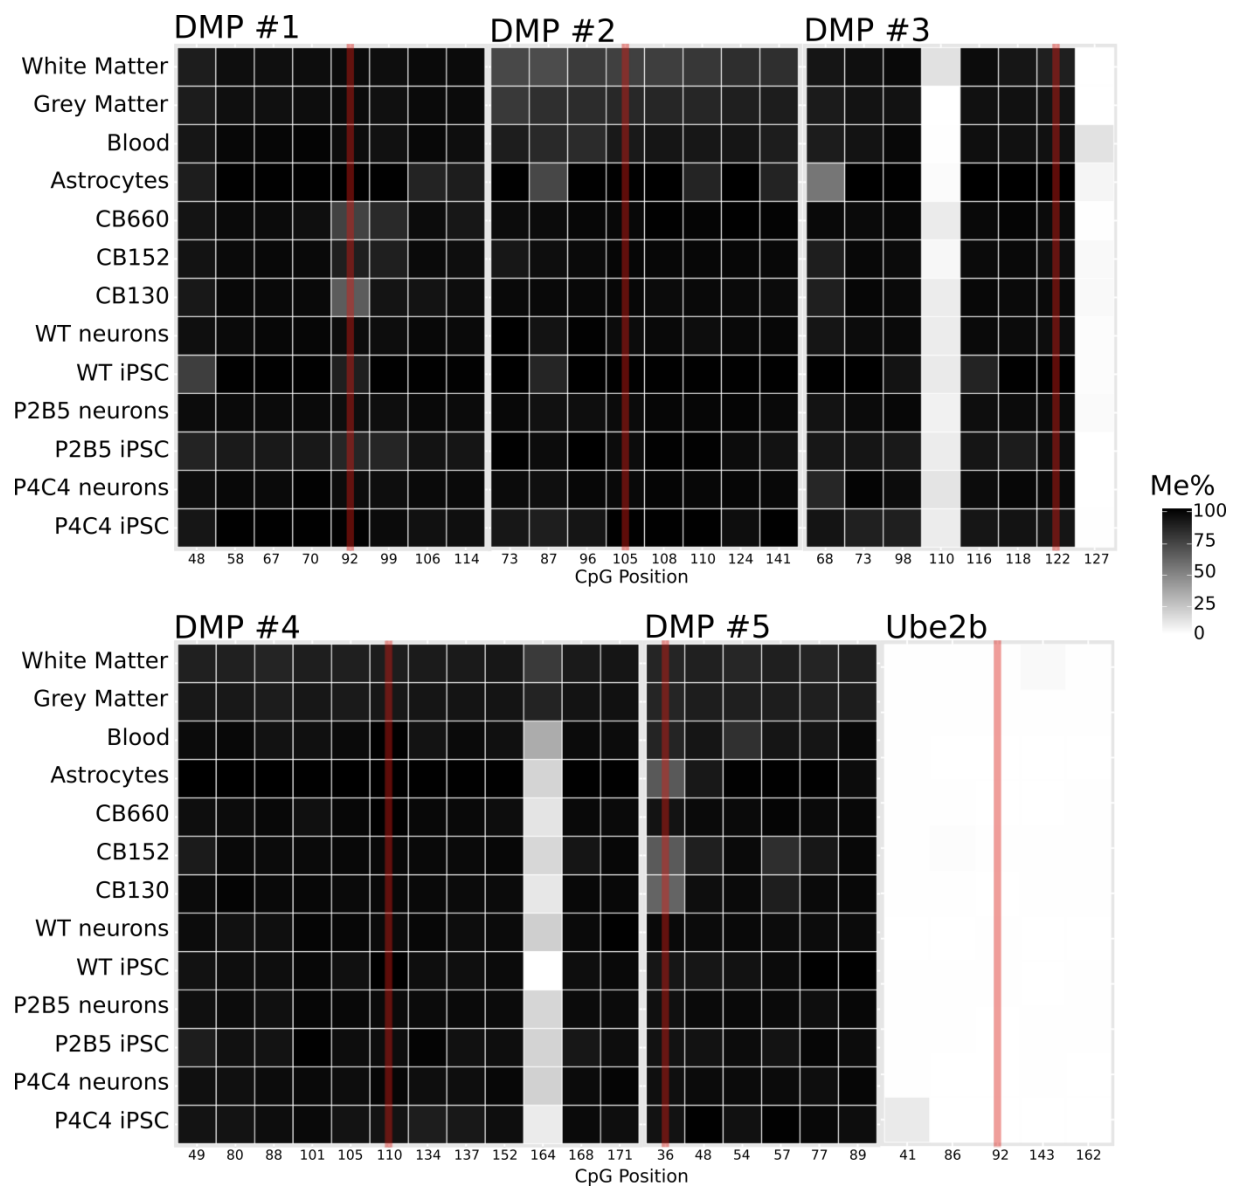 DMP #1 DMP #2 DMP #3
White Matter
Grey Matter
Blood
Astrocytes
CB660
CB152
CB130
WT neurons
WT iPSC
P2B5 neurons
P2B5 iPSC
P4C4 neurons
P4C4 iPSC
48 58 67 70 92 99 106 114 73 87 96 105 108 110 124 141 68 73 98 110 116 118 122 127
CpG Position
Me%
100
75
50
25
0
DMP #4 DMP #5 Ube2b
White Matter
Grey Matter
Blood
Astrocytes
CB660
CB152
CB130
WT neurons
WT iPSC
P2B5 neurons
P2B5 iPSC
P4C4 neurons
P4C4 iPSC
49 80 88 101 105 110 134 137 152 164 168 171 36 48 54 57 77 89 41 86 92 143 162
CpG Position